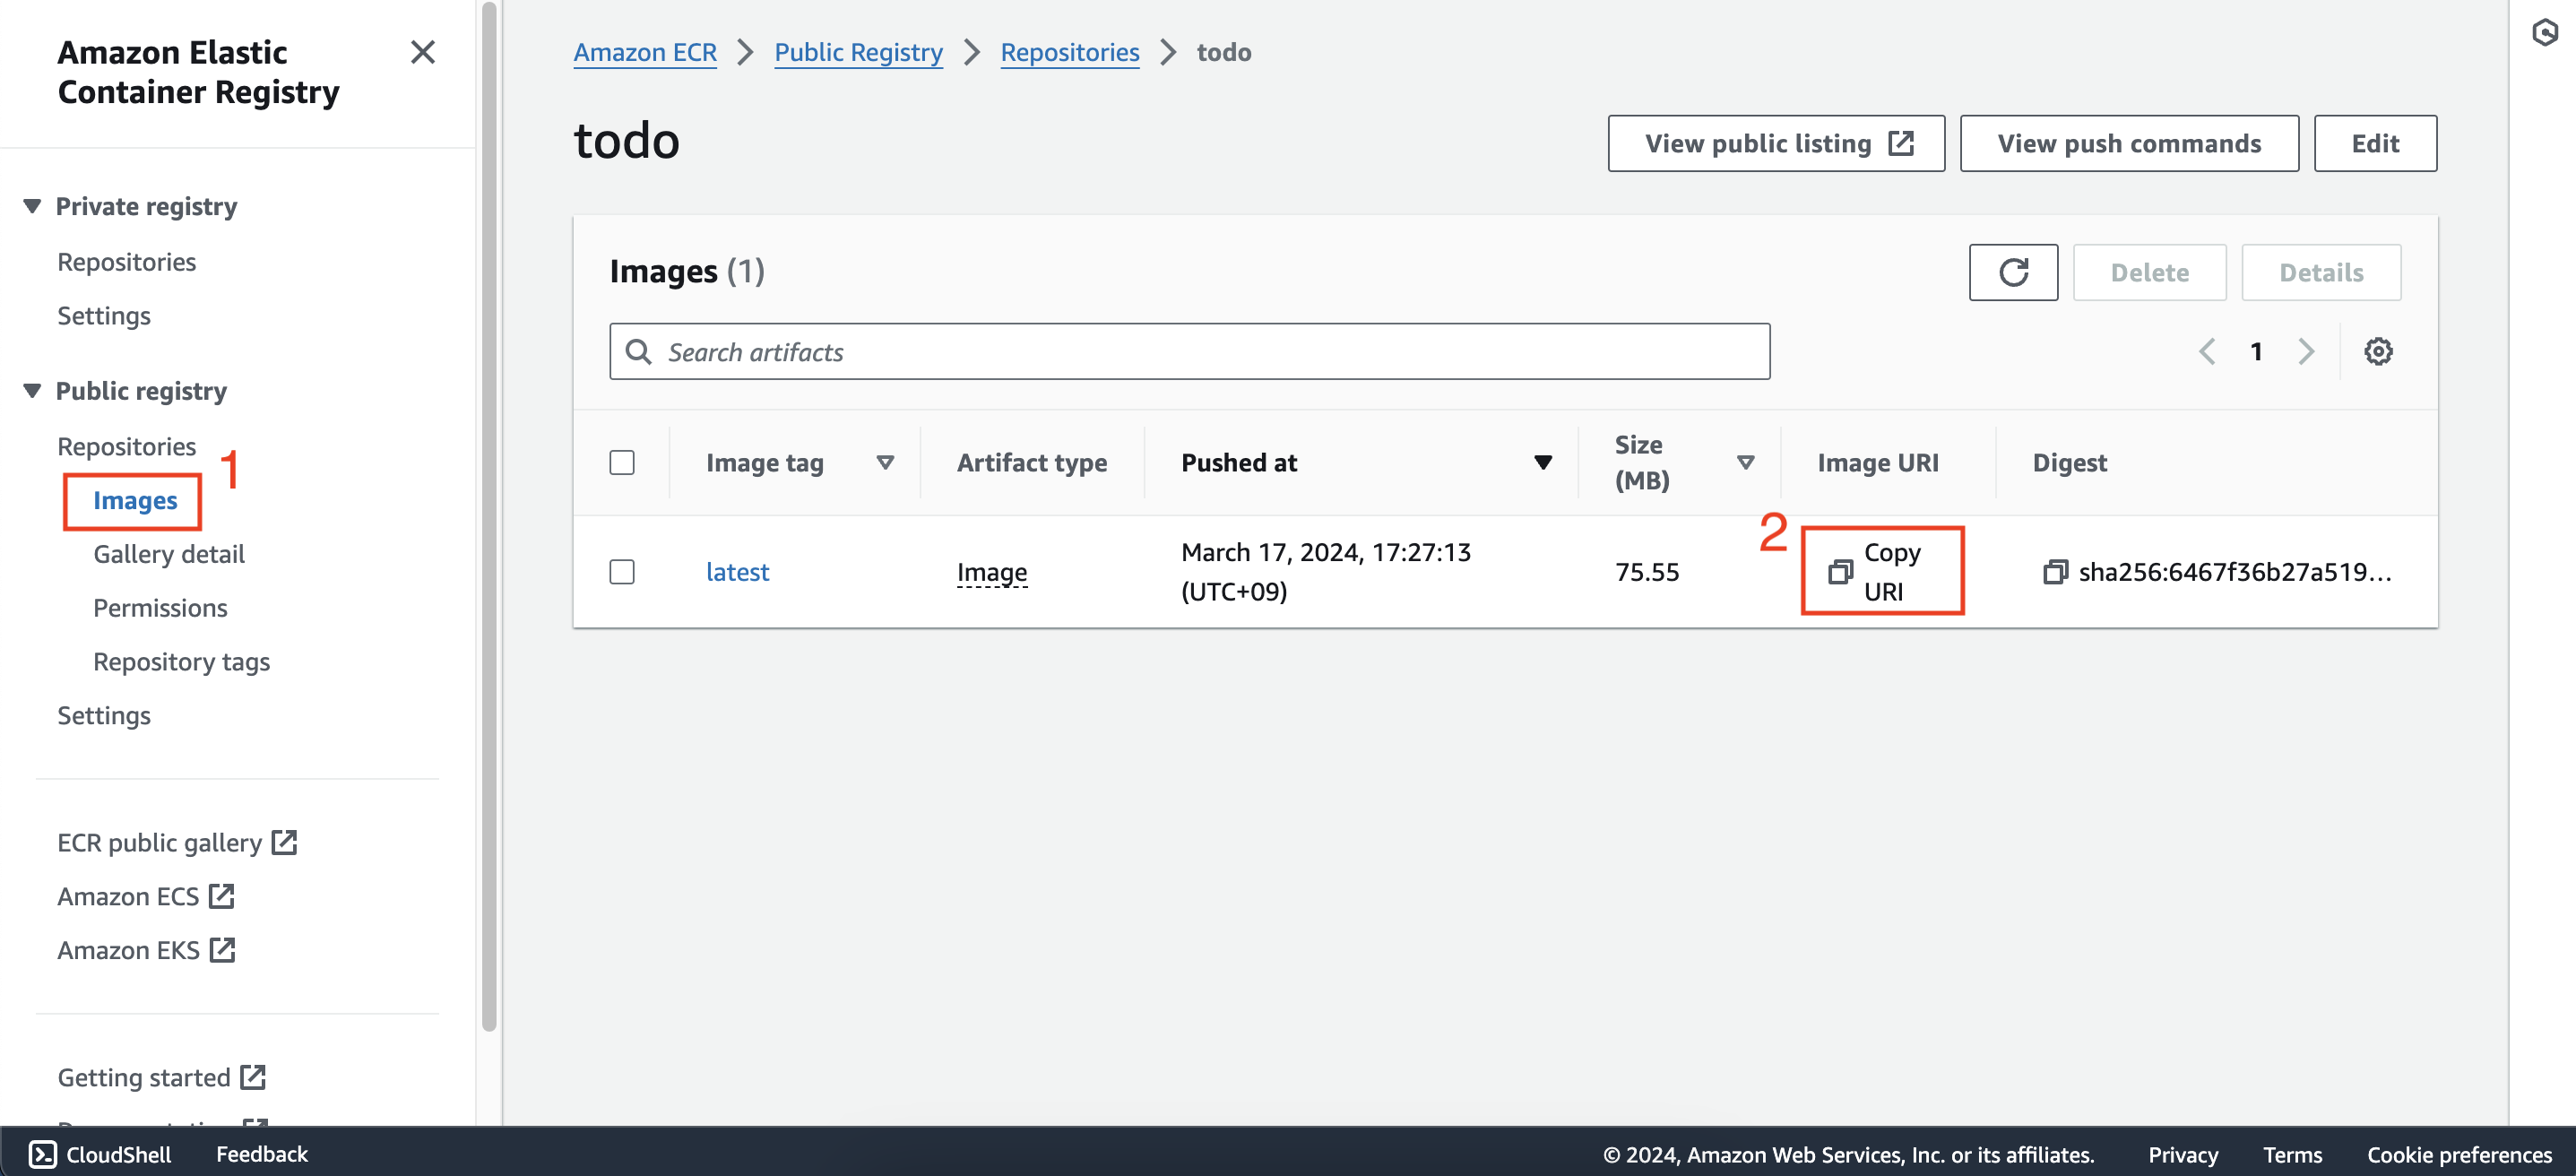 Amazon Elastic
Container Registry
Private registry
Repositories
Settings
Public registry
Repositories
1
Images
Gallery detail
Permissions
Repository tags
Settings
ECR public gallery
Amazon ECS
Amazon EKS
Getting started
Amazon ECR > Public Registry > Repositories > todo
todo
View public listing
View push commands
Edit
Images (1)
Delete
Details
Search artifacts
1
Image tag
Artifact type
Pushed at
Size
(MB)
Image URI
Digest
latest
Image
March 17, 2024, 17:27:13
(UTC+09)
75.55
2
Copy
URI
sha256:6467f36b27a519...
CloudShell
Feedback
© 2024, Amazon Web Services, Inc. or its affiliates.
Privacy
Terms
Cookie preferences